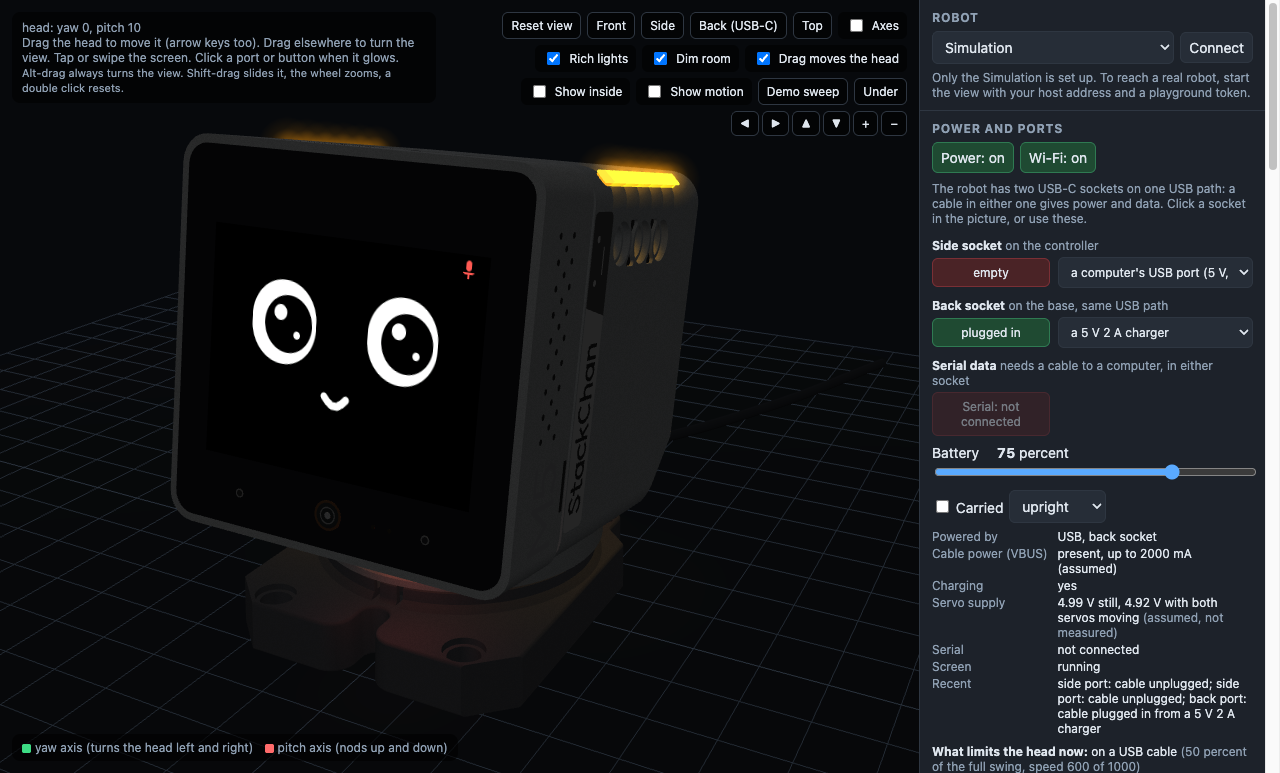 head: yaw 0, pitch 10
Drag the head to move it (arrow keys too). Drag elsewhere to turn the
view. Tap or swipe the screen. Click a port or button when it glows.
Alt-drag always turns the view. Shift-drag slides it, the wheel zooms, a
double click resets.
Reset view
Front
Side
Back (USB-C)
Top
Axes
Rich lights
Dim room
Drag moves the head
Show inside
Show motion
Demo sweep
Under
◄ ► ▲ ▼ + −
M5
StackChan
yaw axis (turns the head left and right)
pitch axis (nods up and down)
ROBOT
Simulation
Connect
Only the Simulation is set up. To reach a real robot, start
the view with your host address and a playground token.
POWER AND PORTS
Power: on
Wi-Fi: on
The robot has two USB-C sockets on one USB path: a
cable in either one gives power and data. Click a socket
in the picture, or use these.
Side socket on the controller
empty
a computer's USB port (5 V,
Back socket on the base, same USB path
plugged in
a 5 V 2 A charger
Serial data needs a cable to a computer, in either
socket
Serial: not
connected
Battery 75 percent
Carried
upright
Powered by USB, back socket
Cable power (VBUS) present, up to 2000 mA
(assumed)
Charging yes
Servo supply 4.99 V still, 4.92 V with both
servos moving (assumed, not
measured)
Serial not connected
Screen running
Recent side port: cable unplugged; side
port: cable unplugged; back port:
cable plugged in from a 5 V 2 A
charger
What limits the head now: on a USB cable (50 percent
of the full swing, speed 600 of 1000)